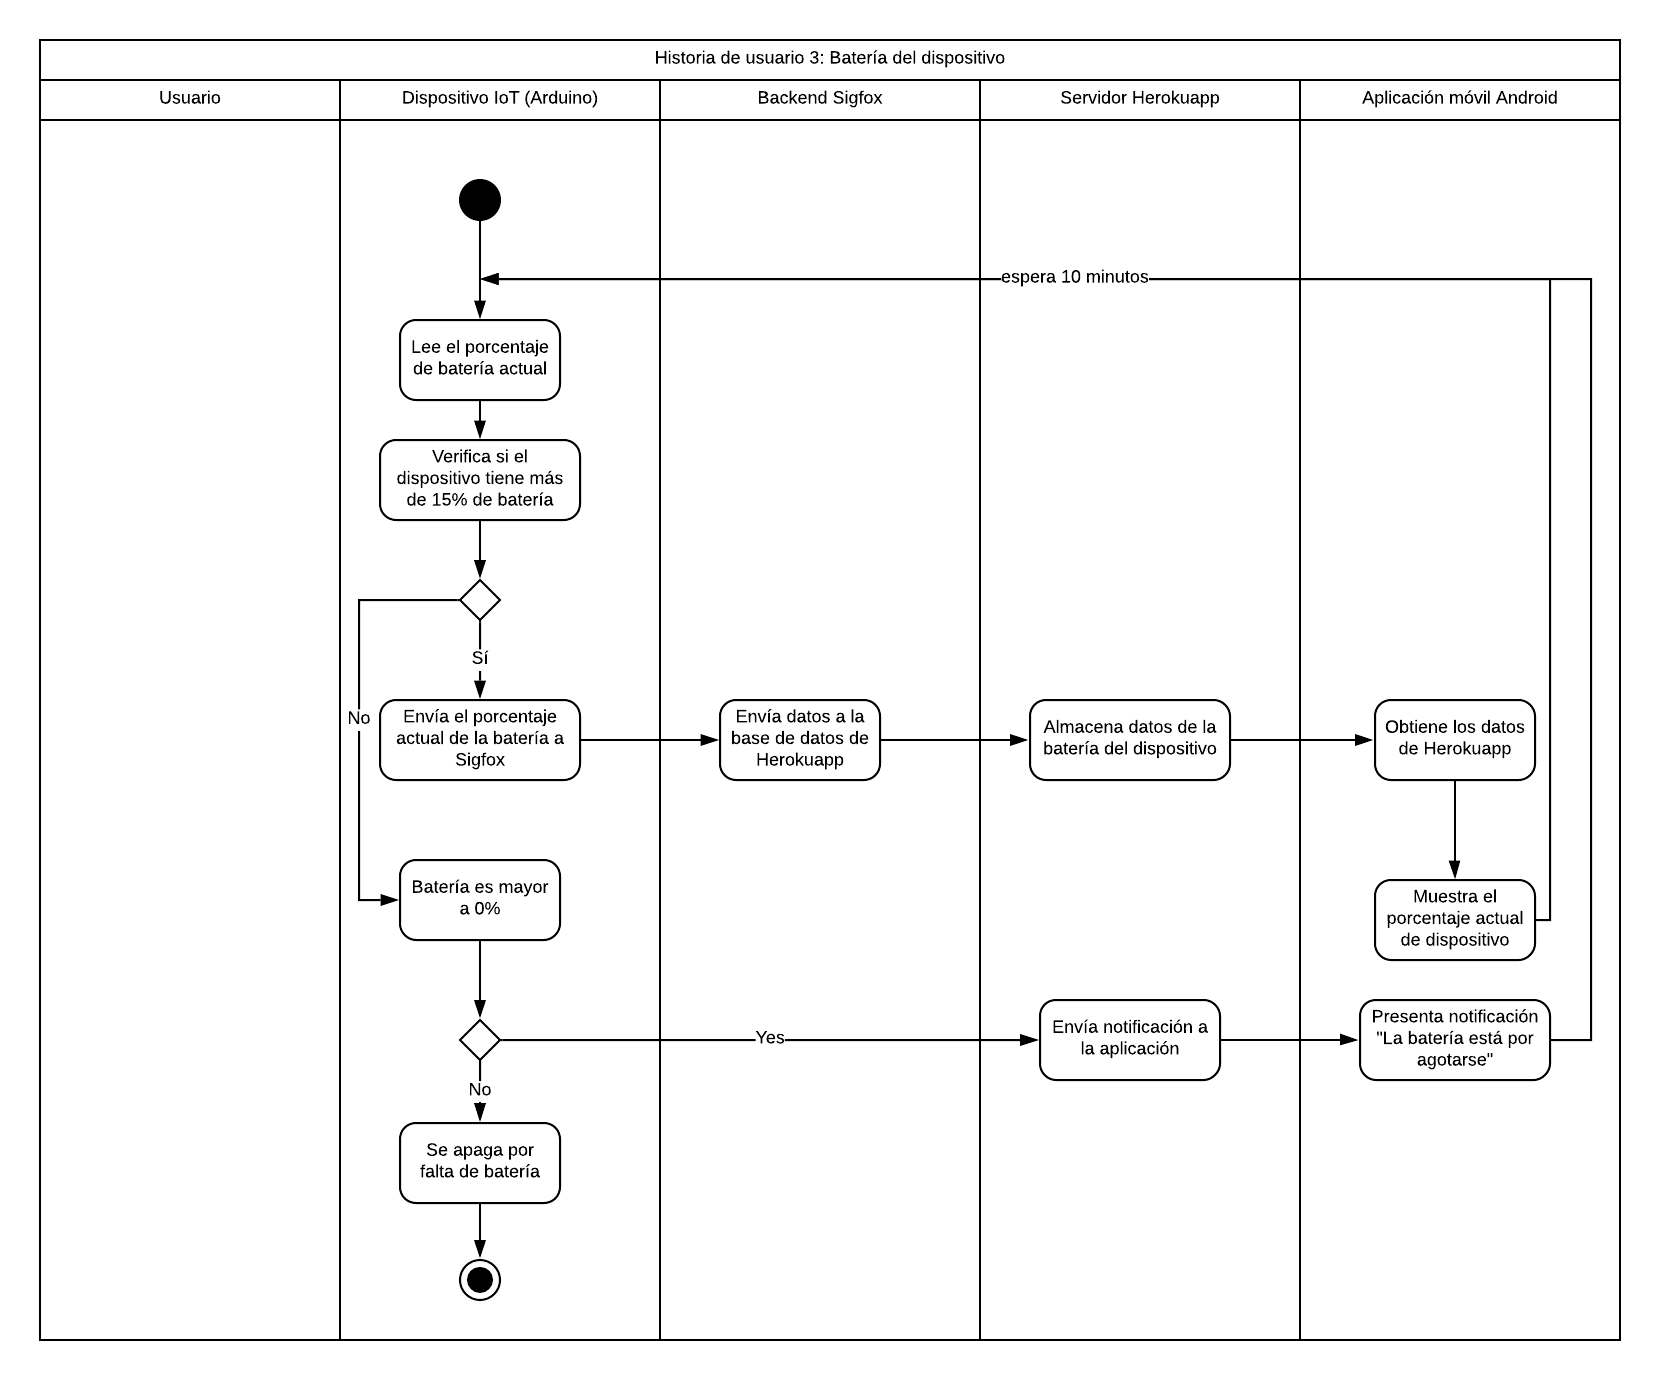 Historia de usuario 3: Batería del dispositivo
Usuario
Dispositivo IoT (Arduino)
Backend Sigfox
Servidor Herokuapp
Aplicación móvil Android
espera 10 minutos
Lee el porcentaje
de batería actual
Verifica si el
dispositivo tiene más
de 15% de batería
Sí
No
Envía el porcentaje
actual de la batería a
Sigfox
Envía datos a la
base de datos de
Herokuapp
Almacena datos de la
batería del dispositivo
Obtiene los datos
de Herokuapp
Batería es mayor
a 0%
Muestra el
porcentaje actual
de dispositivo
Yes
Envía notificación a
la aplicación
Presenta notificación
"La batería está por
agotarse"
No
Se apaga por
falta de batería